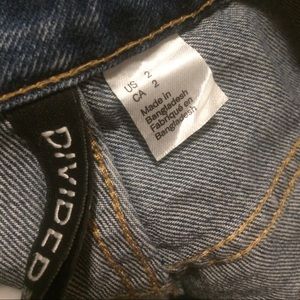 US 2
CA 2
Made in
Bangladesh
Fabriqué en
Bangladesh
DIVIDED